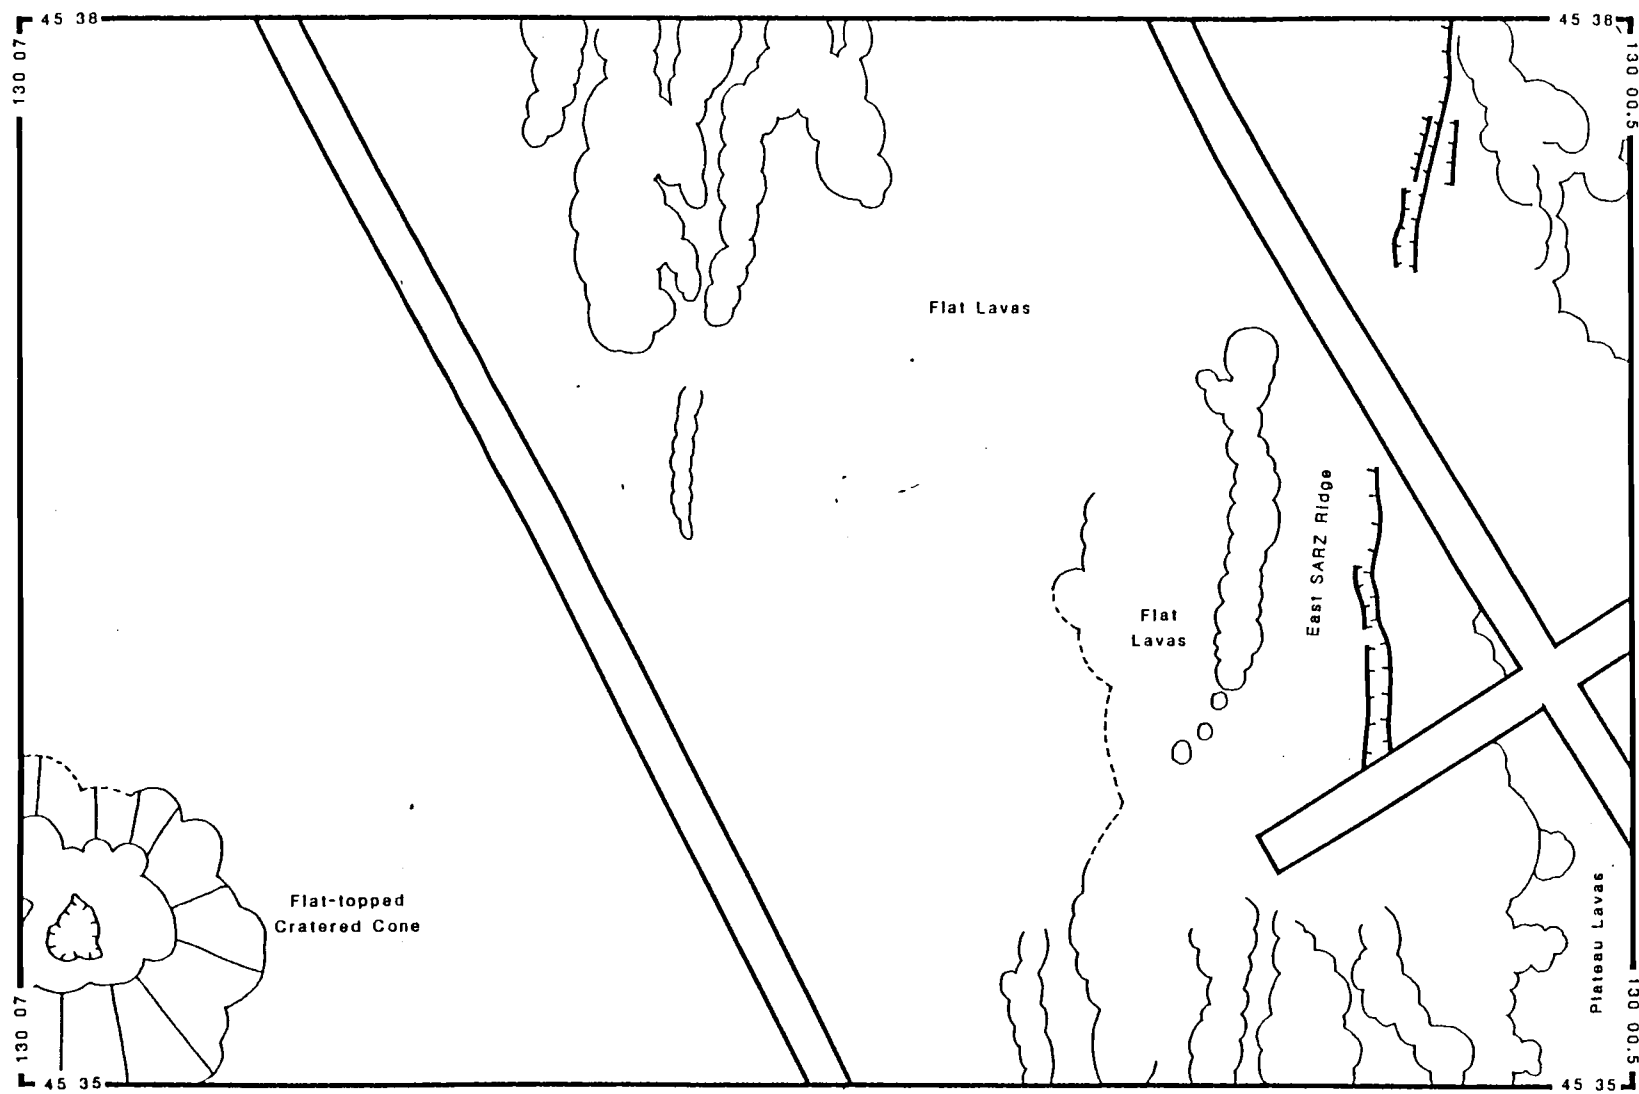 45 38
45 38
130 07
130 00.5
Flat Lavas
East SARZ Ridge
Flat
Lavas
Flat-topped
Cratered Cone
Plateau Lavas
130 07
130 00.5
45 35
45 35